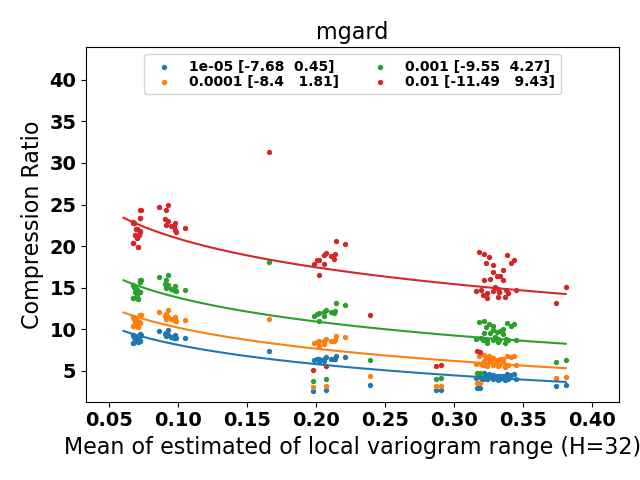 mgard
1e-05 [-7.68  0.45]
0.0001 [-8.4   1.81]
0.001 [-9.55  4.27]
0.01 [-11.49   9.43]
Compression Ratio
40
35
30
25
20
15
10
5
0.05 0.10 0.15 0.20 0.25 0.30 0.35 0.40
Mean of estimated of local variogram range (H=32)